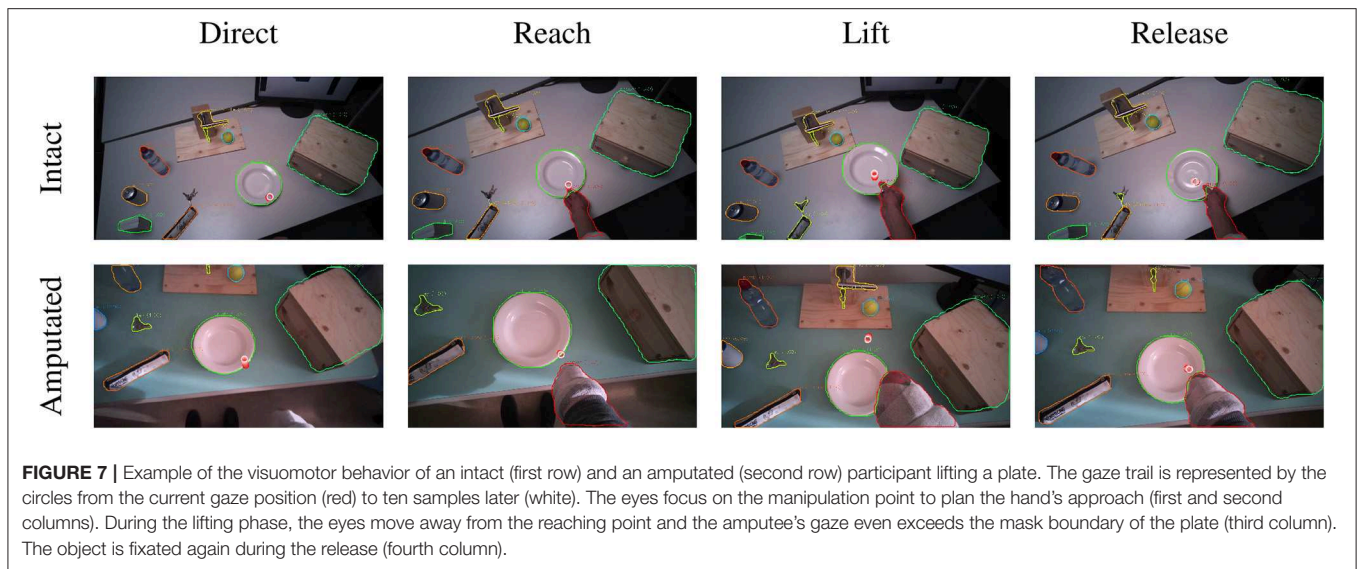 Direct Reach Lift Release
Intact
Amputated
FIGURE 7 | Example of the visuomotor behavior of an intact (first row) and an amputated (second row) participant lifting a plate. The gaze trail is represented by the
circles from the current gaze position (red) to ten samples later (white). The eyes focus on the manipulation point to plan the hand's approach (first and second
columns). During the lifting phase, the eyes move away from the reaching point and the amputee's gaze even exceeds the mask boundary of the plate (third column).
The object is fixated again during the release (fourth column).